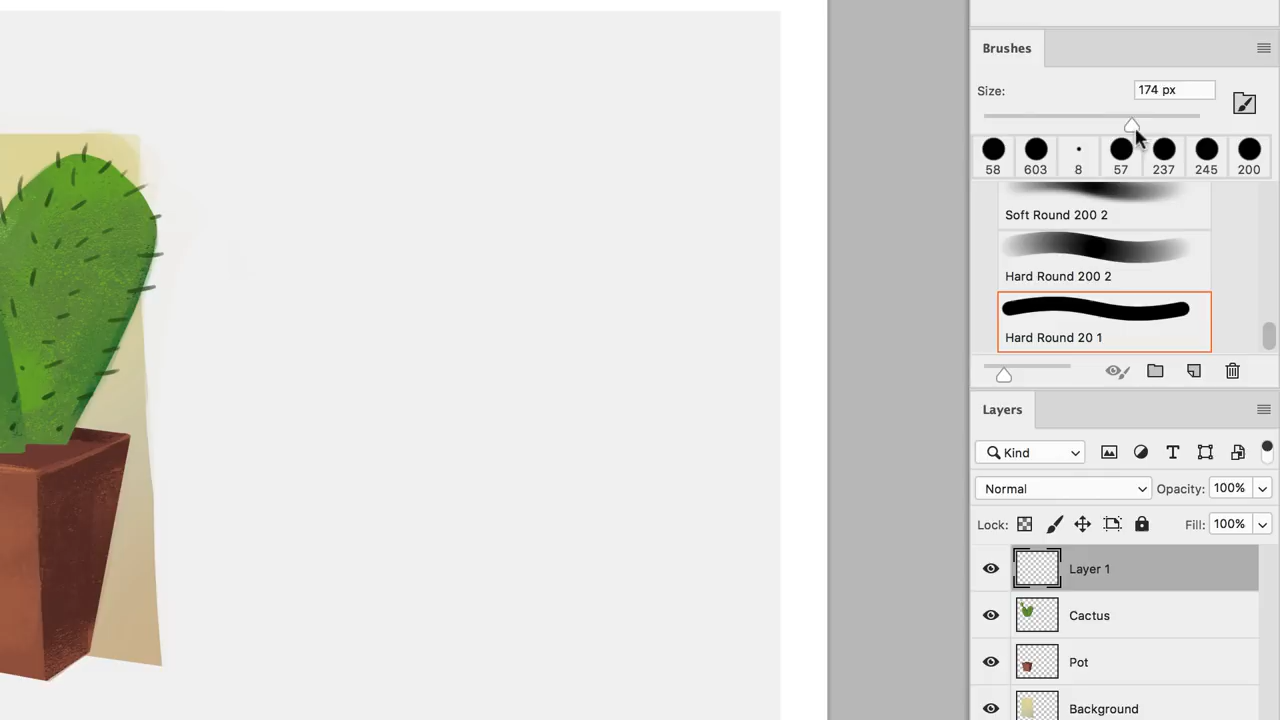 Brushes
Size:
174 px
58 603 8 57 237 245 200
Soft Round 200 2
Hard Round 200 2
Hard Round 20 1
Layers
Kind
Normal
Opacity: 100%
Lock:
Fill: 100%
Layer 1
Cactus
Pot
Background